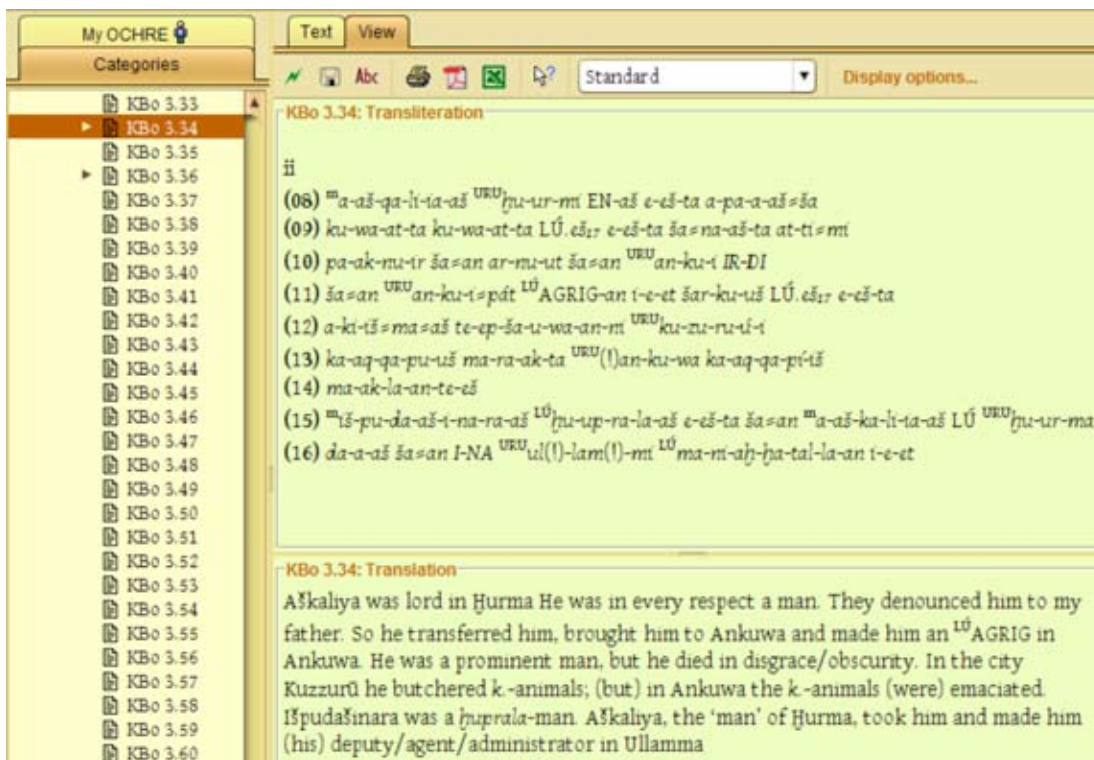 My OCHRE
Categories
KBo 3.33
KBo 3.34
KBo 3.35
KBo 3.36
KBo 3.37
KBo 3.38
KBo 3.39
KBo 3.40
KBo 3.41
KBo 3.42
KBo 3.43
KBo 3.44
KBo 3.45
KBo 3.46
KBo 3.47
KBo 3.48
KBo 3.49
KBo 3.50
KBo 3.51
KBo 3.52
KBo 3.53
KBo 3.54
KBo 3.55
KBo 3.56
KBo 3.57
KBo 3.58
KBo 3.59
KBo 3.60
Text View
Abc Standard Display options...
KBo 3.34: Transliteration
ii
(08) ᵐa-aš-qa-li-ia-aš ᵁᴿᵁḫu-ur-mi EN-aš e-eš-ta a-pa-a-aš≠ša
(09) ku-wa-at-ta ku-wa-at-ta LÚ.eš₁₇ e-eš-ta ša≠na-aš-ta at-ti≠mi
(10) pa-ak-nu-ir ša≠an ar-nu-ut ša≠an ᵁᴿᵁan-ku-i IR-DI
(11) ša≠an ᵁᴿᵁan-ku-i≠pát ᴸᵁ́AGRIG-an i-e-et šar-ku-uš LÚ.eš₁₇ e-eš-ta
(12) a-ki-iš≠ma≠aš te-ep-ša-u-wa-an-ni ᵁᴿᵁku-zu-ru-ú-i
(13) ka-aq-qa-pu-uš ma-ra-ak-ta ᵁᴿᵁ(!)an-ku-wa ka-aq-qa-pí-iš
(14) ma-ak-la-an-te-eš
(15) ᵐiš-pu-da-aš-i-na-ra-aš ᴸᵁ́ḫu-up-ra-la-aš e-eš-ta ša≠an ᵐa-aš-ka-li-ia-aš LÚ ᵁᴿᵁḫu-ur-ma
(16) da-a-aš ša≠an I-NA ᵁᴿᵁul(!)-lam(!)-mi ᴸᵁ́ma-ni-aḫ-ḫa-tal-la-an i-e-et
KBo 3.34: Translation
Aškaliya was lord in Ḫurma He was in every respect a man. They denounced him to my
father. So he transferred him, brought him to Ankuwa and made him an ᴸᵁ́AGRIG in
Ankuwa. He was a prominent man, but he died in disgrace/obscurity. In the city
Kuzzurū he butchered k.-animals; (but) in Ankuwa the k.-animals (were) emaciated.
Išpudašinara was a ḫuprala-man. Aškaliya, the ‘man’ of Ḫurma, took him and made him
(his) deputy/agent/administrator in Ullamma